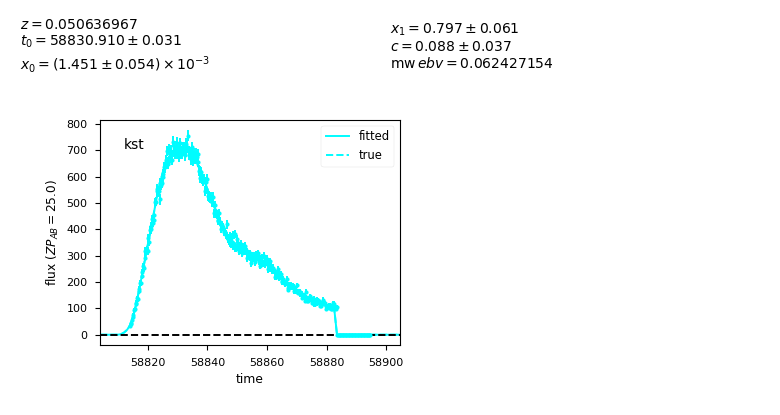 z = 0.050636967
t₀ = 58830.910 ± 0.031
x₀ = (1.451 ± 0.054) × 10⁻³
x₁ = 0.797 ± 0.061
c = 0.088 ± 0.037
mw ebv = 0.062427154
kst
fitted
true
800
700
600
500
400
300
200
100
0
flux (ZP_AB = 25.0)
58820 58840 58860 58880 58900
time